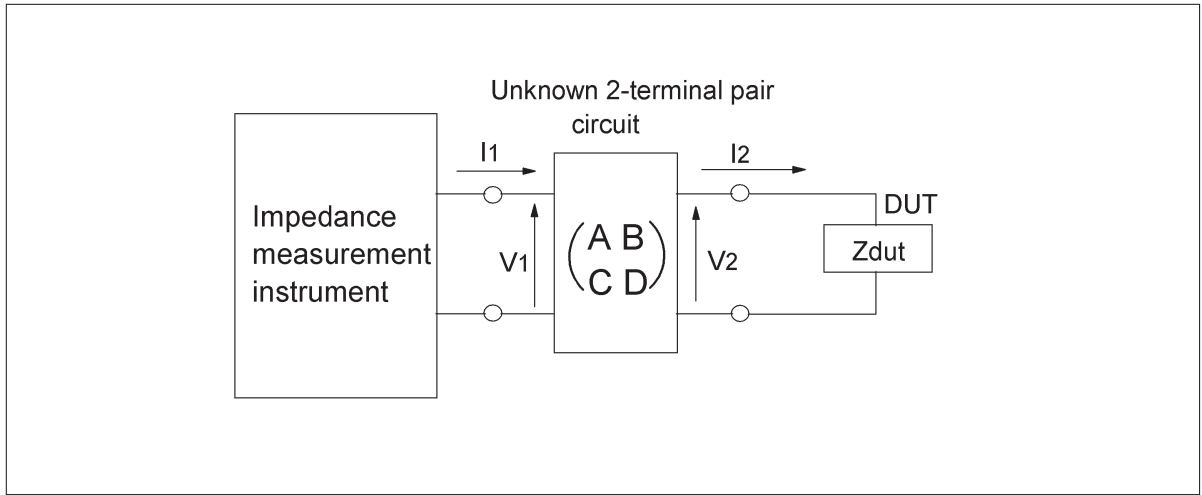 Unknown 2-terminal pair
circuit
I1
I2
Impedance
measurement
instrument
V1
A B
C D
V2
DUT
Zdut